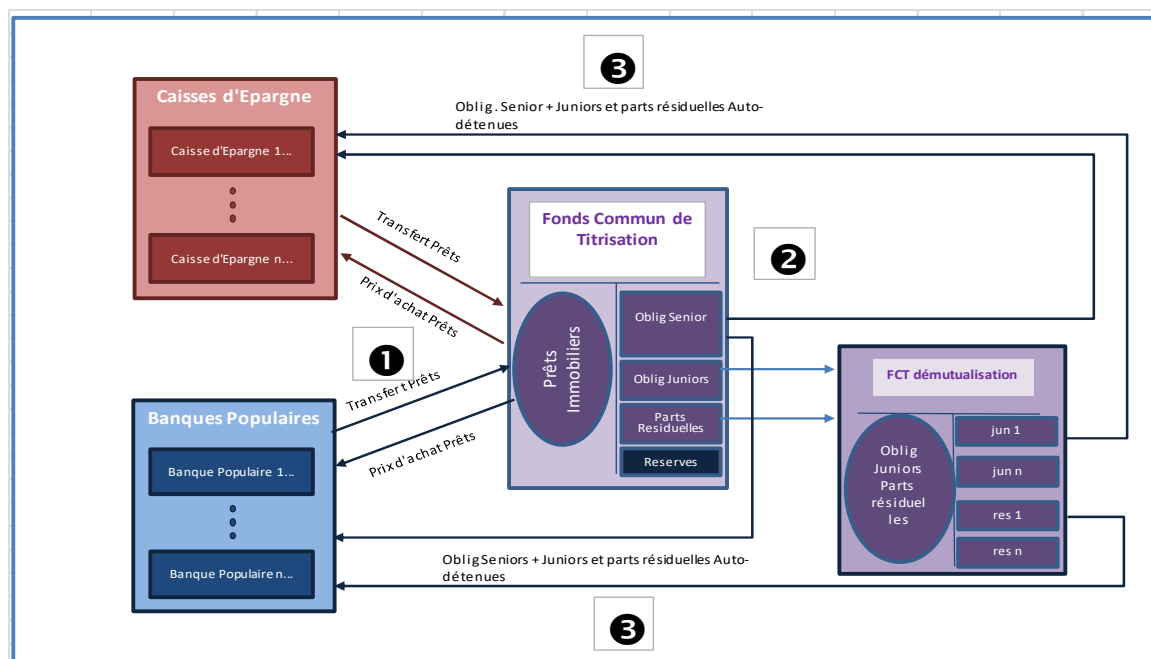 ❸
Caisses d'Epargne
Oblig. Senior + Juniors et parts résiduelles Auto-
détenues
Caisse d'Epargne 1...
Caisse d'Epargne n...
Transfert Prêts
Prix d'achat Prêts
Fonds Commun de
Titrisation
❷
Oblig Senior
Prêts
Immobiliers
Oblig Juniors
Parts
Residuelles
Reserves
❶
Transfert Prêts
Prix d'achat Prêts
Banques Populaires
Banque Populaire 1...
Banque Populaire n...
FCT démutualisation
Oblig
Juniors
Parts
résiduel
les
jun 1
jun n
res 1
res n
Oblig Seniors + Juniors et parts résiduelles Auto-
détenues
❸